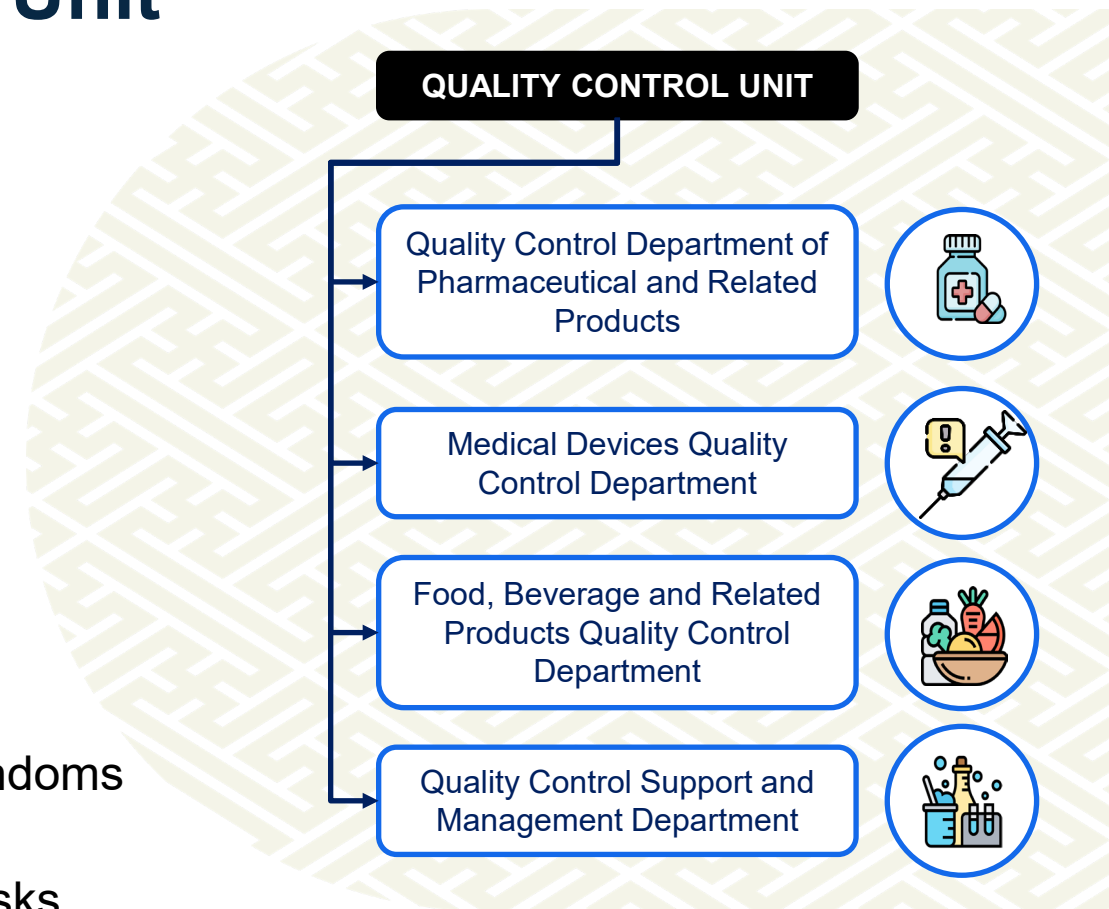 Unit
QUALITY CONTROL UNIT
Quality Control Department of
Pharmaceutical and Related
Products
Medical Devices Quality
Control Department
Food, Beverage and Related
Products Quality Control
Department
ndoms
Quality Control Support and
Management Department
sks